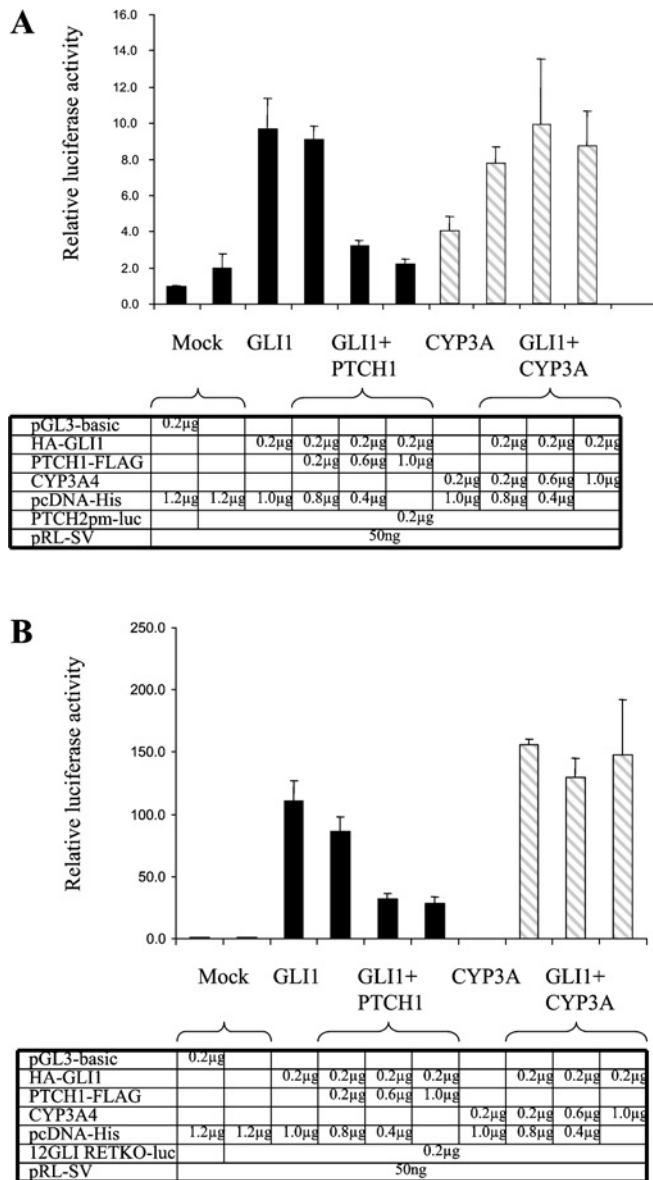 A
Relative luciferase activity
16.0
14.0
12.0
10.0
8.0
6.0
4.0
2.0
0.0
Mock GLI1 GLI1+ PTCH1 CYP3A GLI1+ CYP3A
pGL3-basic 0.2µg
HA-GLI1 0.2µg 0.2µg 0.2µg 0.2µg 0.2µg 0.2µg 0.2µg
PTCH1-FLAG 0.2µg 0.6µg 1.0µg
CYP3A4 0.2µg 0.2µg 0.6µg 1.0µg
pcDNA-His 1.2µg 1.2µg 1.0µg 0.8µg 0.4µg 1.0µg 0.8µg 0.4µg
PTCH2pm-luc 0.2µg
pRL-SV 50ng
B
Relative luciferase activity
250.0
200.0
150.0
100.0
50.0
0.0
Mock GLI1 GLI1+ PTCH1 CYP3A GLI1+ CYP3A
pGL3-basic 0.2µg
HA-GLI1 0.2µg 0.2µg 0.2µg 0.2µg 0.2µg 0.2µg 0.2µg
PTCH1-FLAG 0.2µg 0.6µg 1.0µg
CYP3A4 0.2µg 0.2µg 0.6µg 1.0µg
pcDNA-His 1.2µg 1.2µg 1.0µg 0.8µg 0.4µg 1.0µg 0.8µg 0.4µg
12GLI RETKO-luc 0.2µg
pRL-SV 50ng